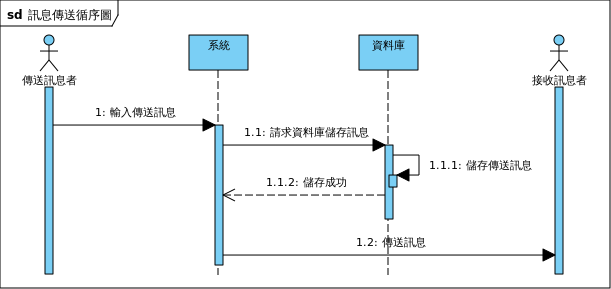 sd 訊息傳送循序圖
系統
資料庫
傳送訊息者
接收訊息者
1: 輸入傳送訊息
1.1: 請求資料庫儲存訊息
1.1.1: 儲存傳送訊息
1.1.2: 儲存成功
1.2: 傳送訊息